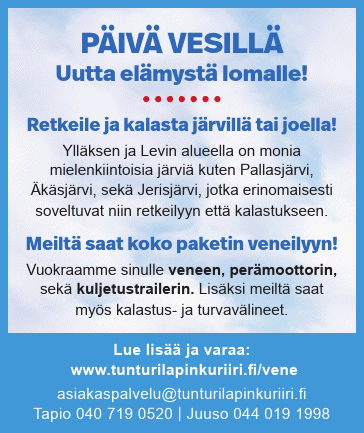 PÄIVÄ VESILLÄ
Uutta elämystä lomalle!
Retkeile ja kalasta järvillä tai joella!
Ylläksen ja Levin alueella on monia
mielenkiintoisia järviä kuten Pallasjärvi,
Äkäsjärvi, sekä Jerisjärvi, jotka erinomaisesti
soveltuvat niin retkeilyyn että kalastukseen.
Meiltä saat koko paketin veneilyyn!
Vuokraamme sinulle veneen, perämoottorin,
sekä kuljetustrailerin. Lisäksi meiltä saat
myös kalastus- ja turvavälineet.
Lue lisää ja varaa:
www.tunturilapinkuriiri.fi/vene
asiakaspalvelu@tunturilapinkuriiri.fi
Tapio 040 719 0520 | Juuso 044 019 1998